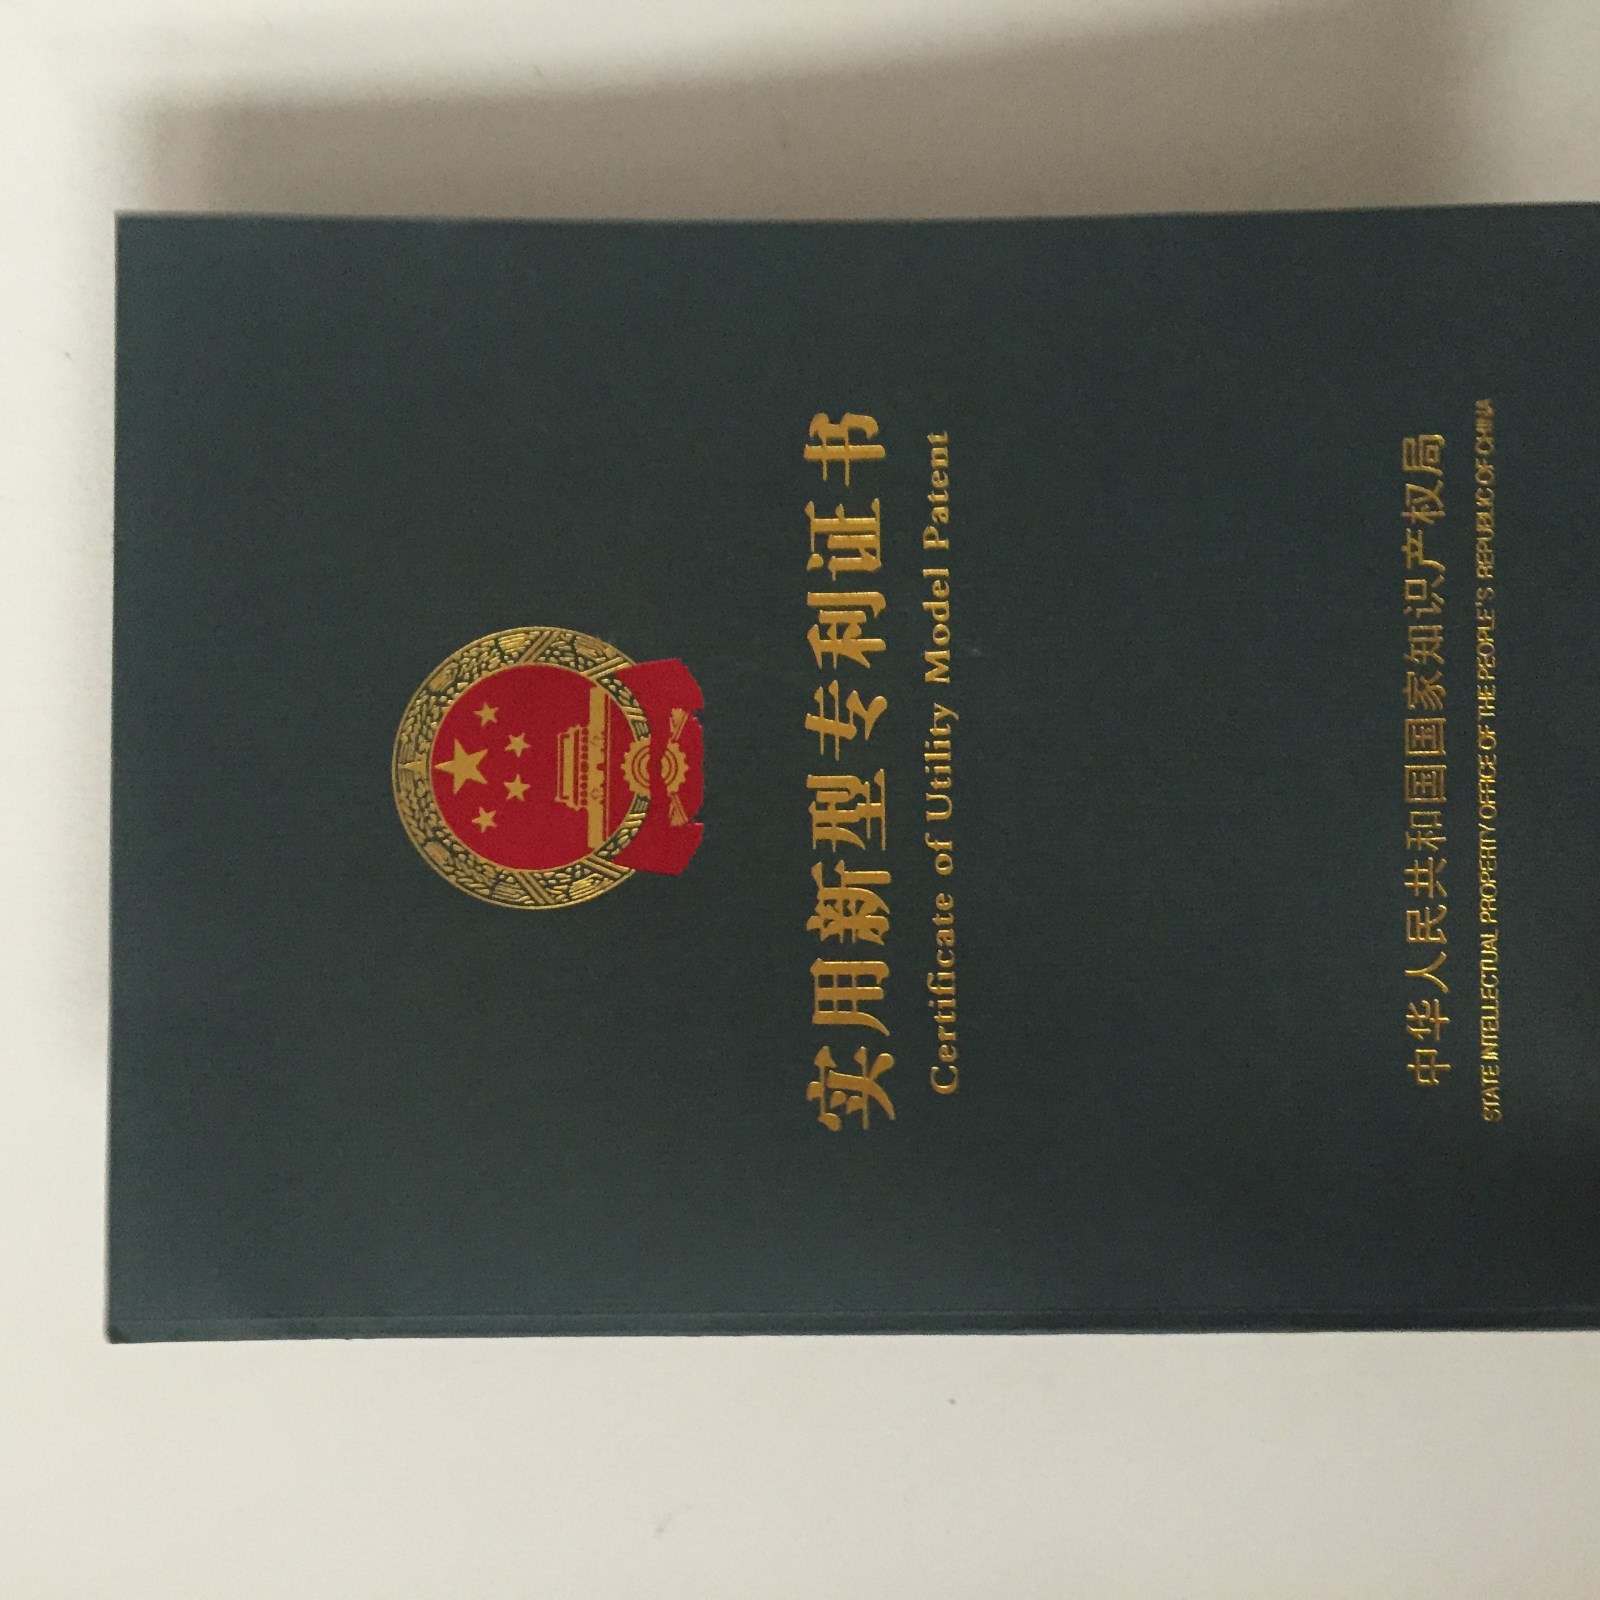 实用新型专利证书
Certificate of Utility Model Patent
中华人民共和国国家知识产权局
STATE INTELLECTUAL PROPERTY OFFICE OF THE PEOPLE'S REPUBLIC OF CHINA